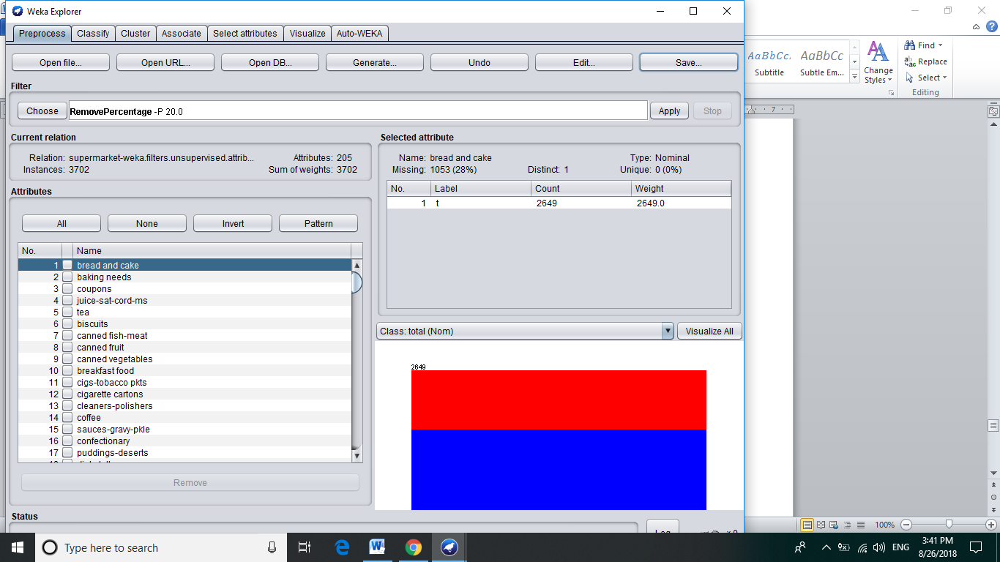 Weka Explorer
Preprocess Classify Cluster Associate Select attributes Visualize Auto-WEKA
Open file... Open URL... Open DB... Generate... Undo Edit... Save...
Filter
Choose RemovePercentage -P 20.0 Apply Stop
Current relation
Relation: supermarket-weka.filters.unsupervised.attrib... Attributes: 205
Instances: 3702 Sum of weights: 3702
Attributes
All None Invert Pattern
No. Name
1 bread and cake
2 baking needs
3 coupons
4 juice-sat-cord-ms
5 tea
6 biscuits
7 canned fish-meat
8 canned fruit
9 canned vegetables
10 breakfast food
11 cigs-tobacco pkts
12 cigarette cartons
13 cleaners-polishers
14 coffee
15 sauces-gravy-pkle
16 confectionary
17 puddings-deserts
Remove
Selected attribute
Name: bread and cake Type: Nominal
Missing: 1053 (28%) Distinct: 1 Unique: 0 (0%)
No. Label Count Weight
1 t 2649 2649.0
Class: total (Nom) Visualize All
2649
Status
Log
x 0
AaBbCc. AaBbCc
Subtitle Subtle Em...
Change
Styles
Find
Replace
Select
Editing
7
100%
Type here to search
ENG
3:41 PM
8/26/2018